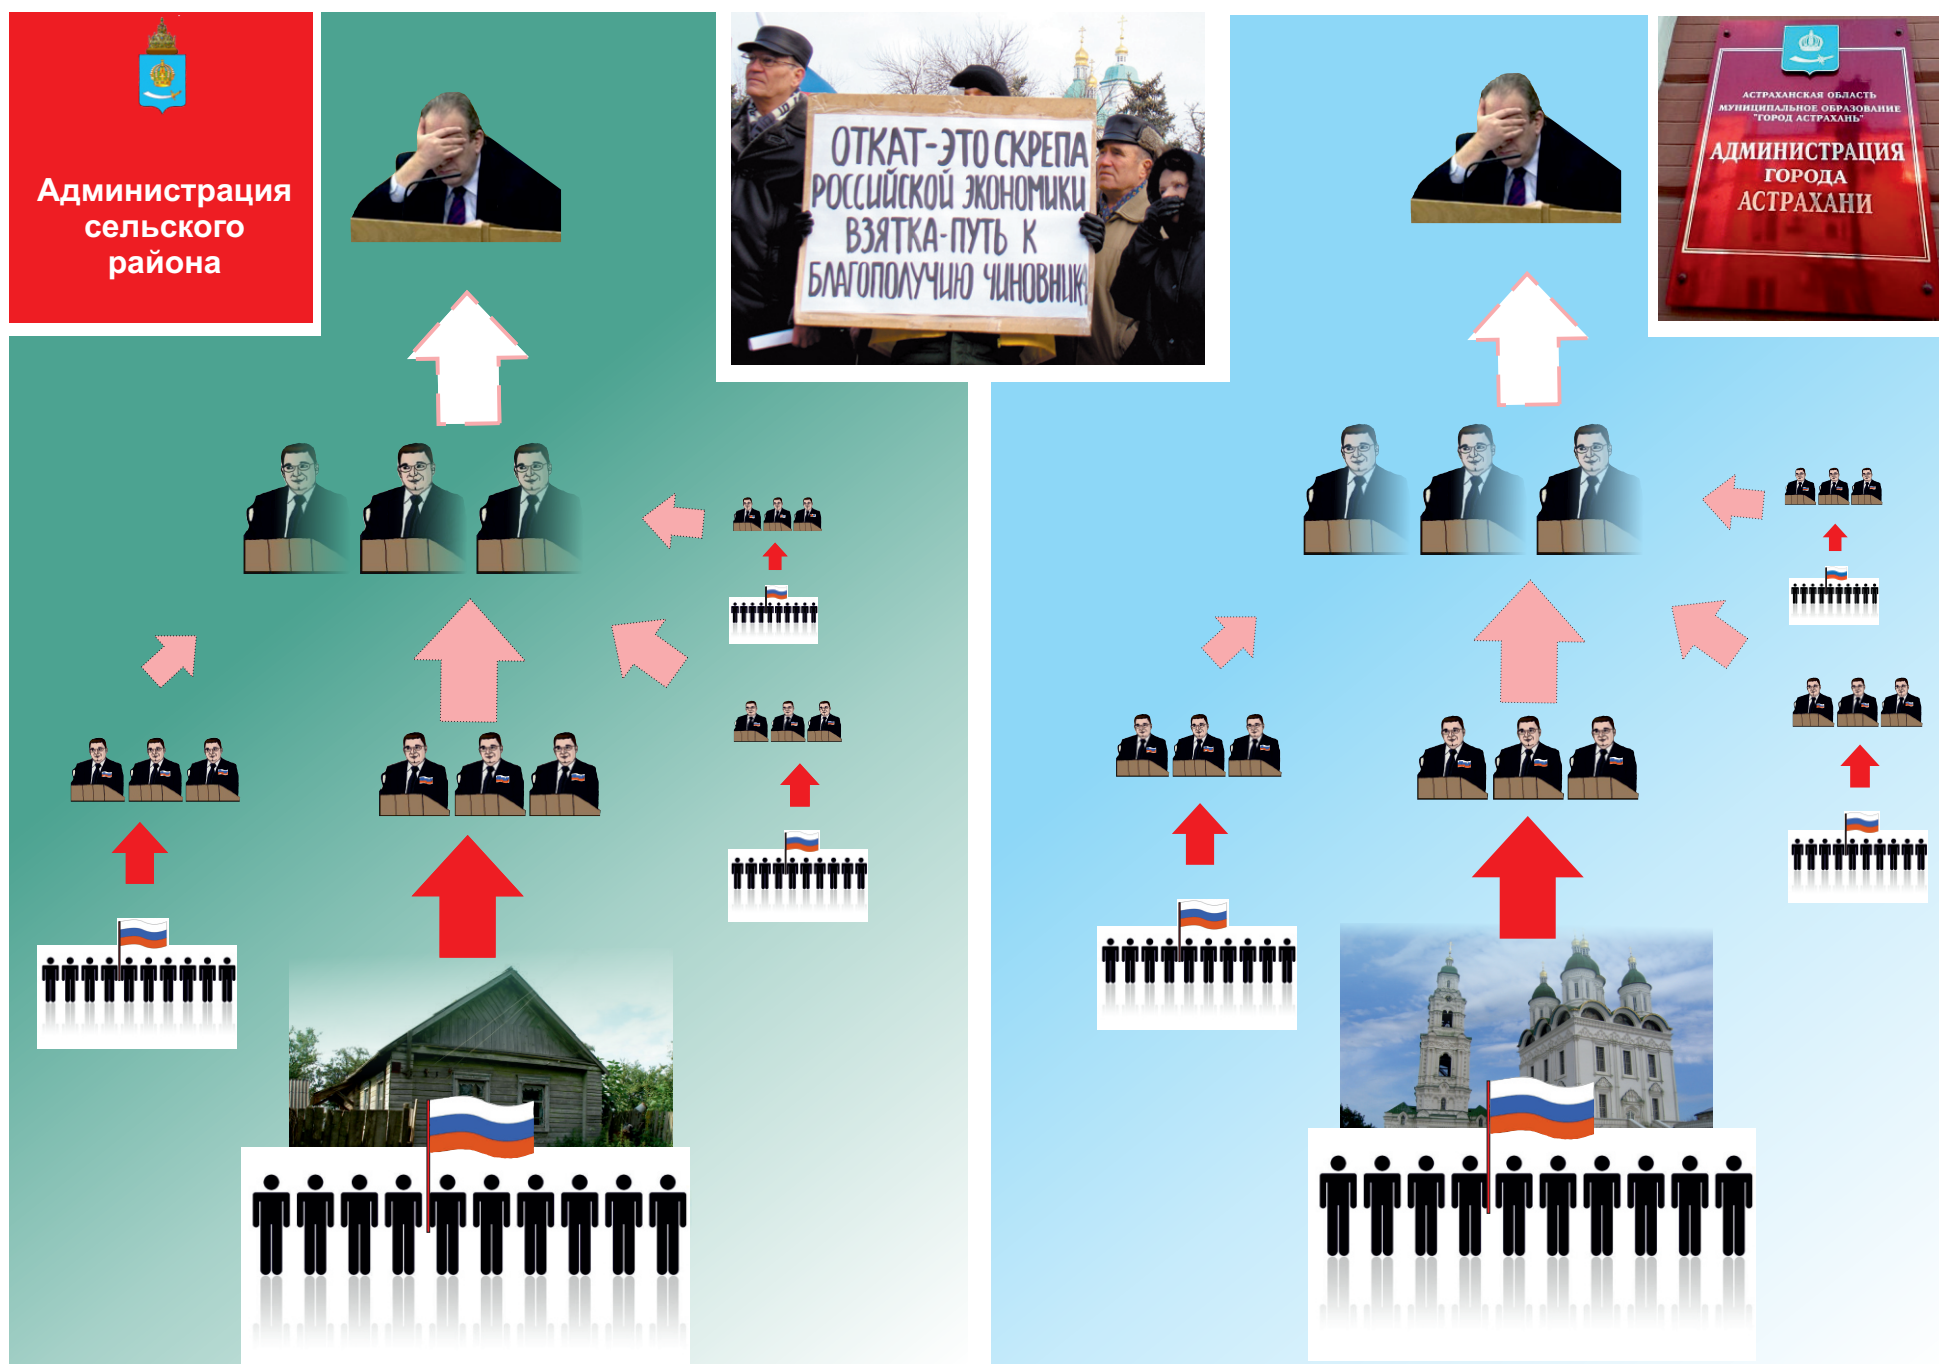 Администрация
сельского
района
ОТКАТ-ЭТО СКРЕПА
РОССИЙСКОЙ ЭКОНОМИКИ
ВЗЯТКА-ПУТЬ К
БЛАГОПОЛУЧИЮ ЧИНОВНИКА
АСТРАХАНСКАЯ ОБЛАСТЬ
МУНИЦИПАЛЬНОЕ ОБРАЗОВАНИЕ
"ГОРОД АСТРАХАНЬ"
АДМИНИСТРАЦИЯ
ГОРОДА
АСТРАХАНИ